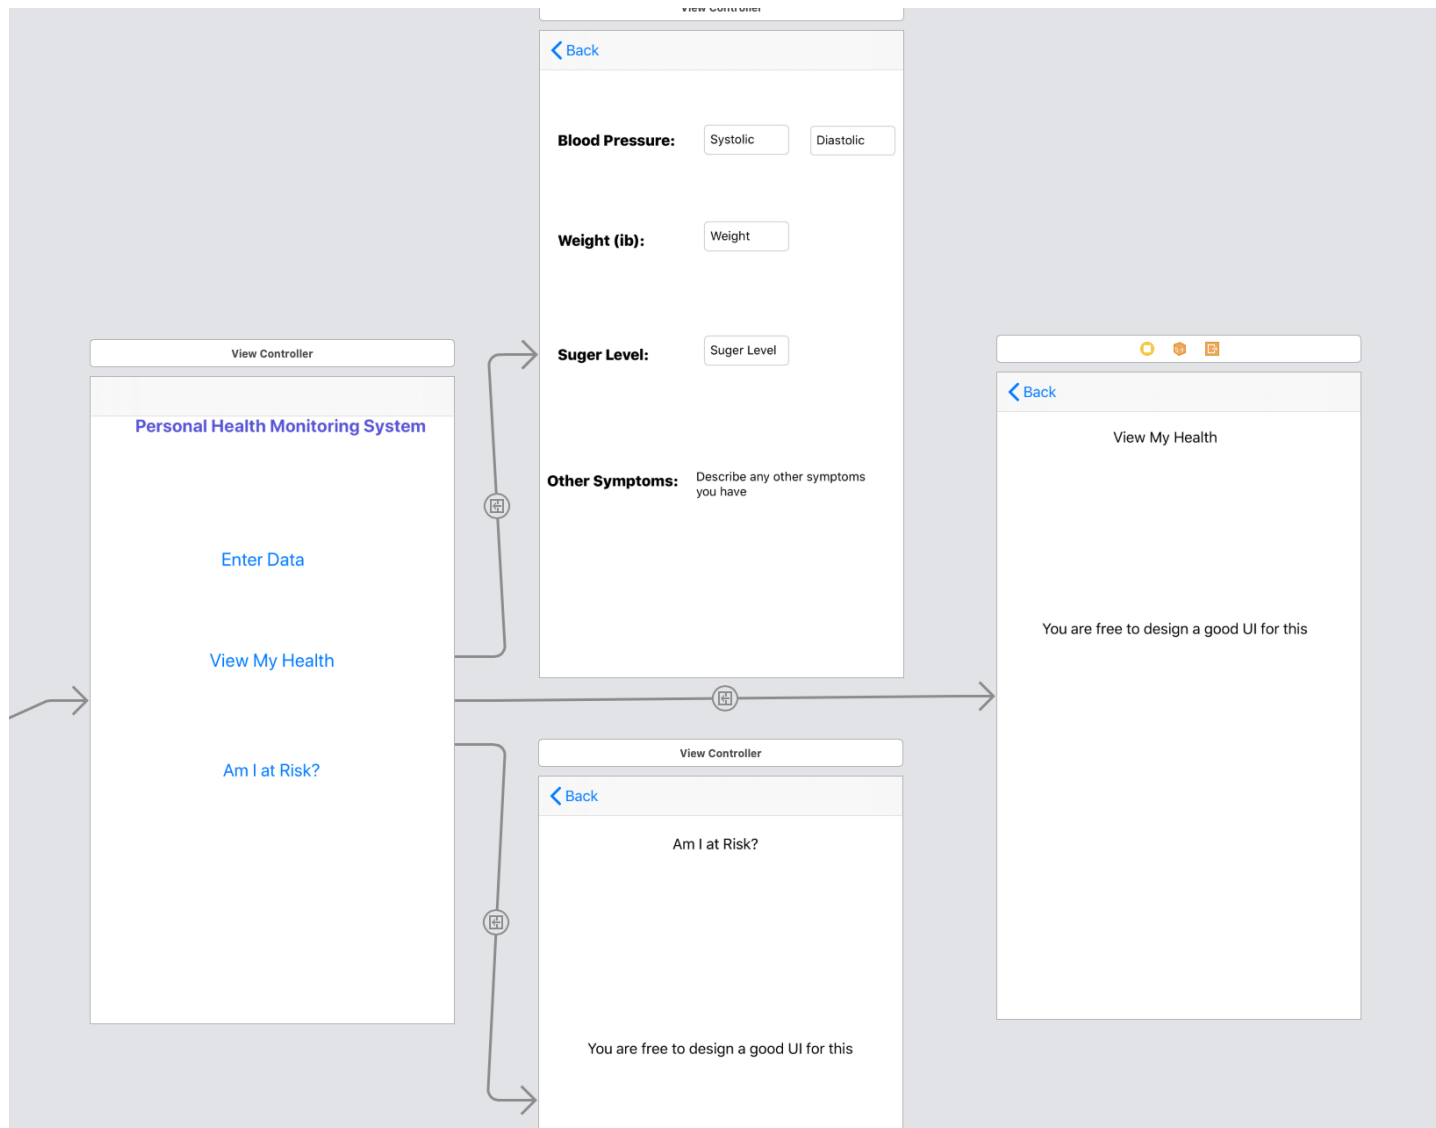 View Controller
Back
Blood Pressure:
Systolic
Diastolic
Weight (ib):
Weight
Suger Level:
Suger Level
Other Symptoms:
Describe any other symptoms
you have
View Controller
Personal Health Monitoring System
Enter Data
View My Health
Am I at Risk?
Back
View My Health
You are free to design a good UI for this
View Controller
Back
Am I at Risk?
You are free to design a good UI for this